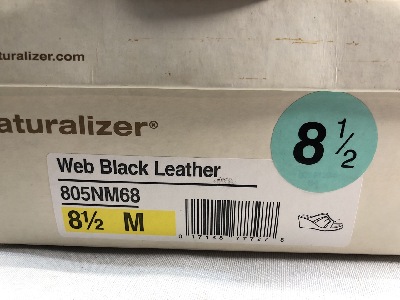 aturalizer.com
aturalizer®
8 1/2
Web Black Leather
805NM68
8½ M